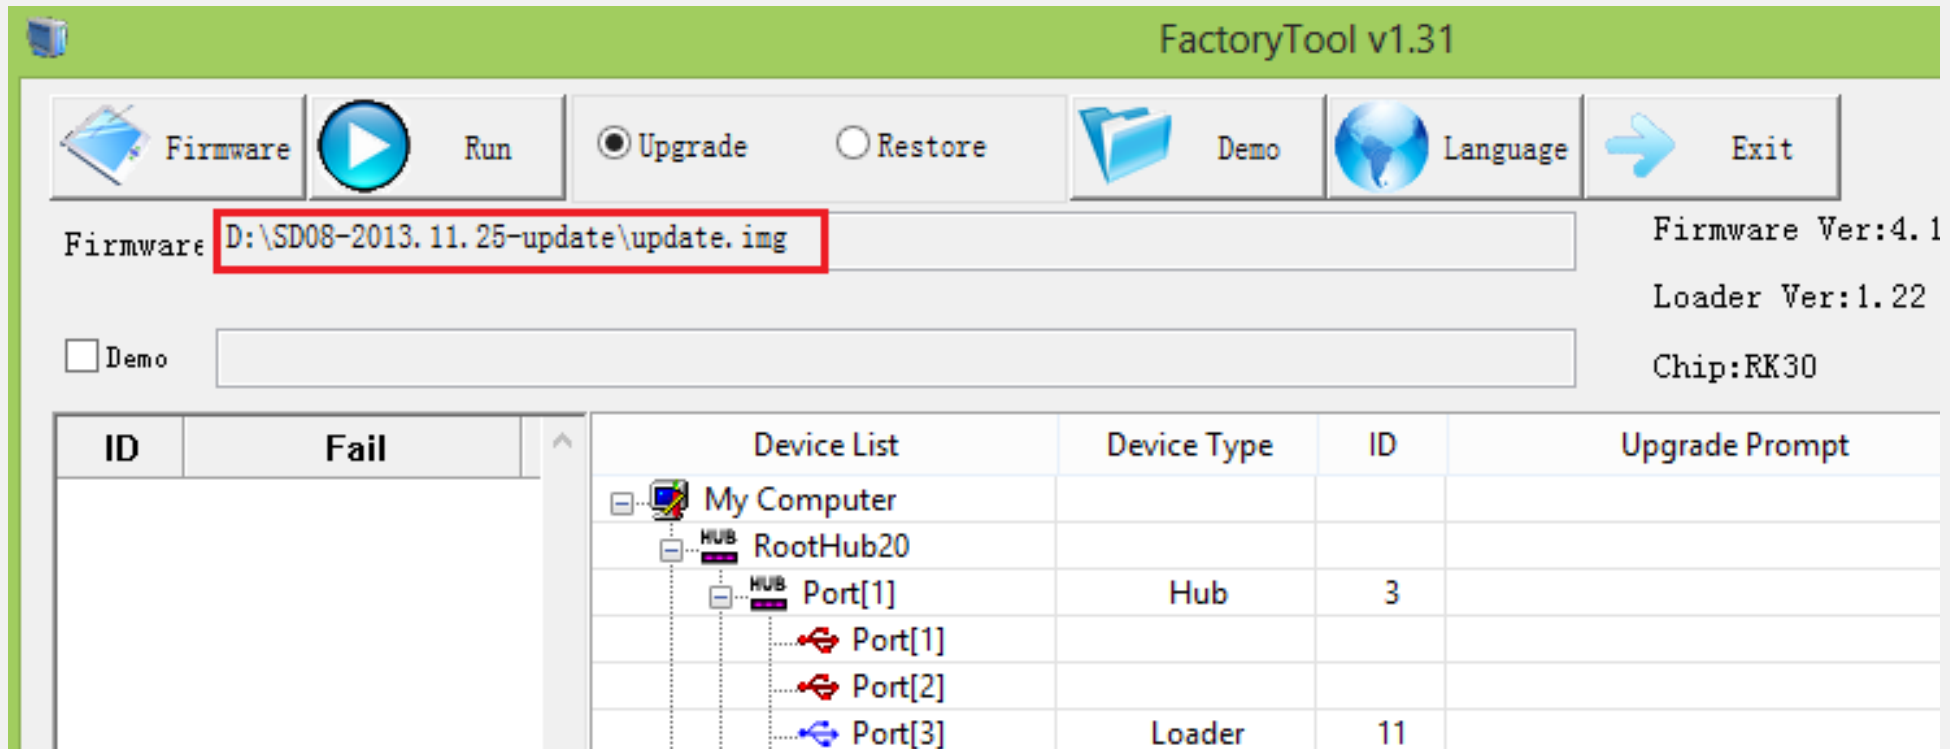 FactoryTool v1.31
Firmware Run Upgrade Restore Demo Language Exit
Firmware D:\SD08-2013.11.25-update\update.img Firmware Ver:4.1
Loader Ver:1.22
Demo Chip:RK30
ID Fail Device List Device Type ID Upgrade Prompt
My Computer
HUB RootHub20
HUB Port[1] Hub 3
Port[1]
Port[2]
Port[3] Loader 11